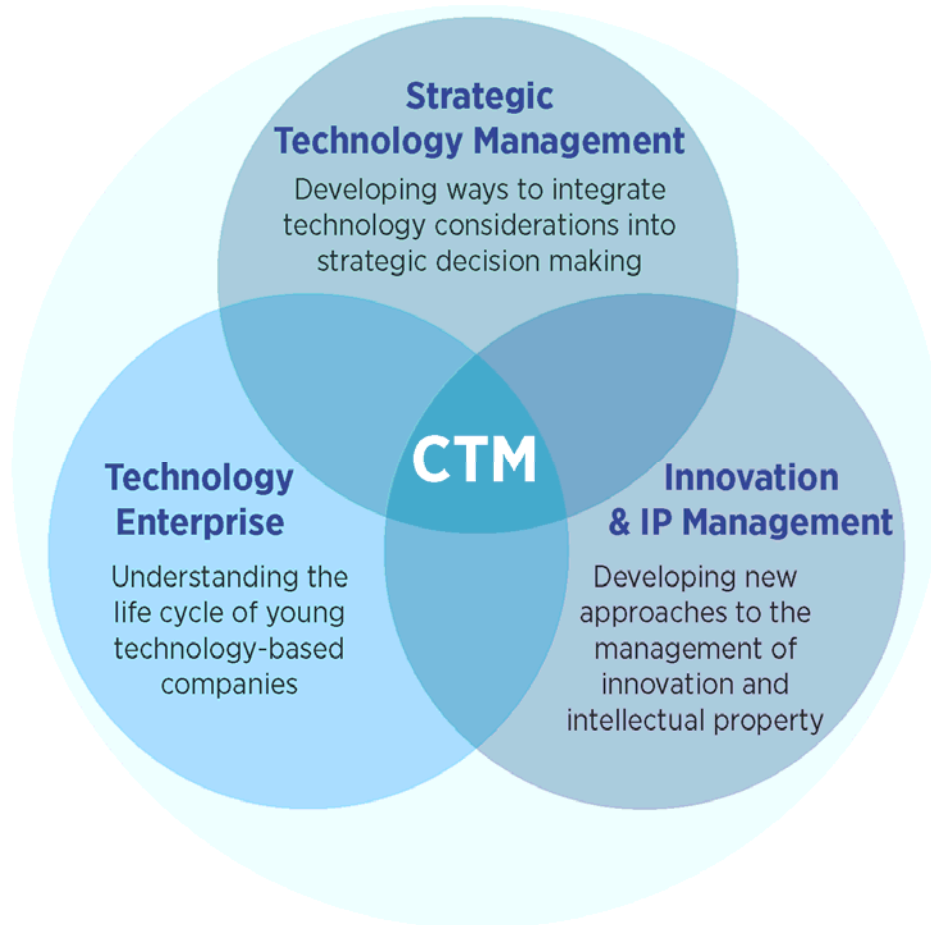 Strategic
Technology Management
Developing ways to integrate
technology considerations into
strategic decision making
CTM
Technology
Enterprise
Understanding the
life cycle of young
technology-based
companies
Innovation
& IP Management
Developing new
approaches to the
management of
innovation and
intellectual property